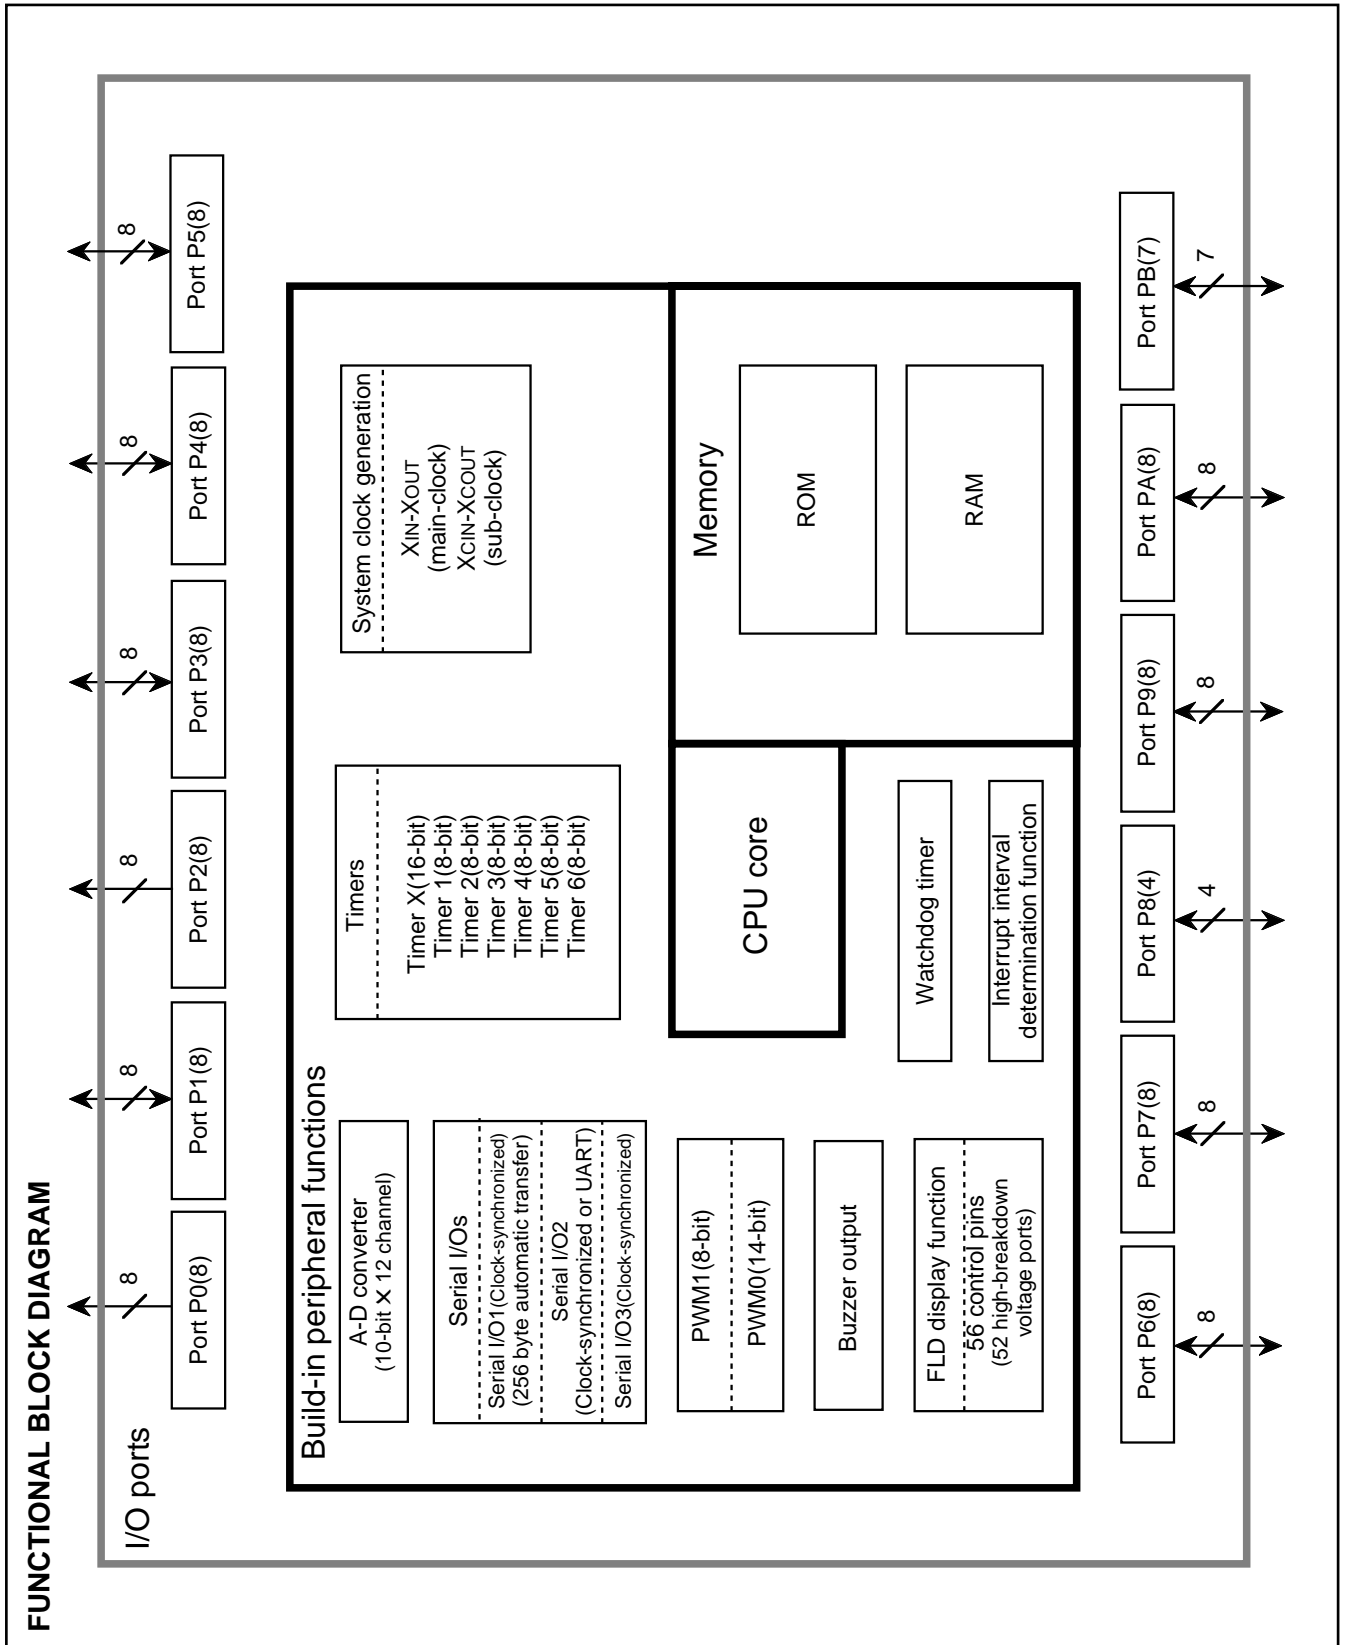 FUNCTIONAL BLOCK DIAGRAM
I/O ports
8
8
8
8
8
8
Port P0(8)
Port P1(8)
Port P2(8)
Port P3(8)
Port P4(8)
Port P5(8)
Build-in peripheral functions
A-D converter
(10-bit X 12 channel)
Serial I/Os
Serial I/O1(Clock-synchronized)
(256 byte automatic transfer)
Serial I/O2
(Clock-synchronized or UART)
Serial I/O3(Clock-synchronized)
PWM1(8-bit)
PWM0(14-bit)
Buzzer output
FLD display function
56 control pins
(52 high-breakdown
voltage ports)
Timers
Timer X(16-bit)
Timer 1(8-bit)
Timer 2(8-bit)
Timer 3(8-bit)
Timer 4(8-bit)
Timer 5(8-bit)
Timer 6(8-bit)
System clock generation
XIN-XOUT
(main-clock)
XCIN-XCOUT
(sub-clock)
CPU core
Watchdog timer
Interrupt interval
determination function
Memory
ROM
RAM
Port P6(8)
Port P7(8)
Port P8(4)
Port P9(8)
Port PA(8)
Port PB(7)
8
8
4
8
8
7